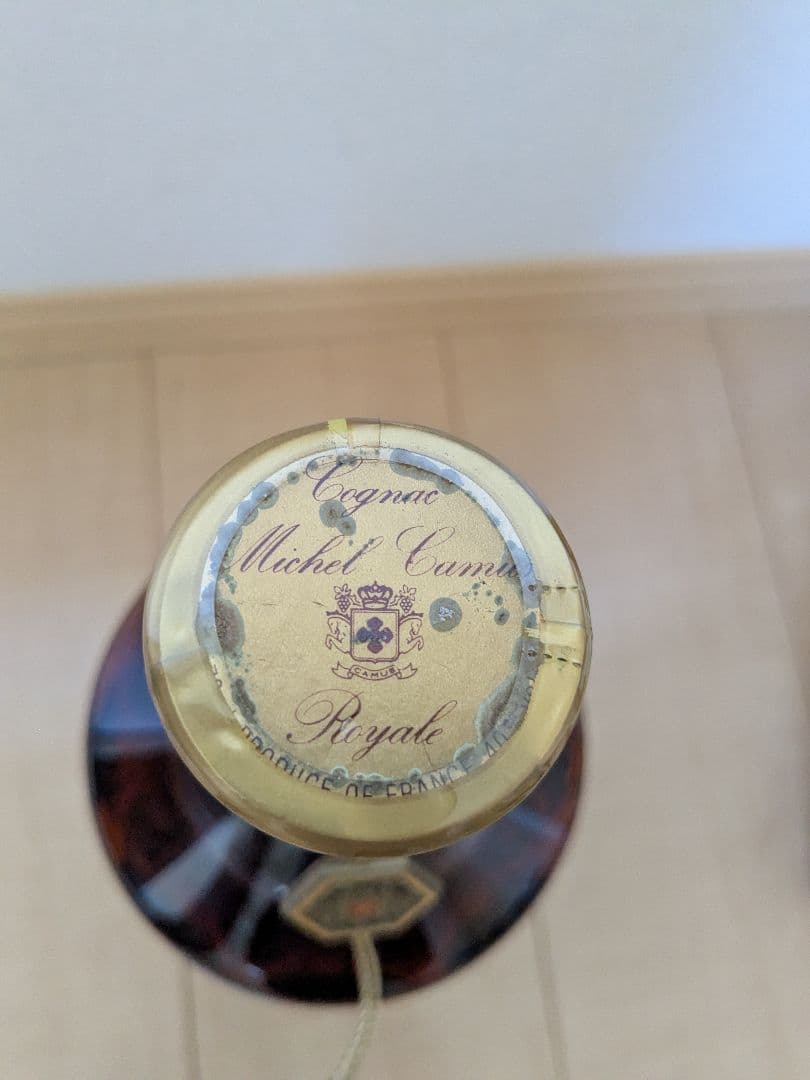 Cognac
Michel Camus
CAMUS
Royale
PRODUCE OF FRANCE